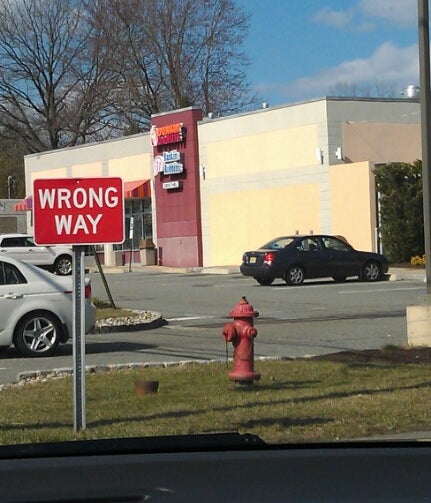 DUNKIN'
DONUTS
Baskin
Robbins
WRONG
WAY